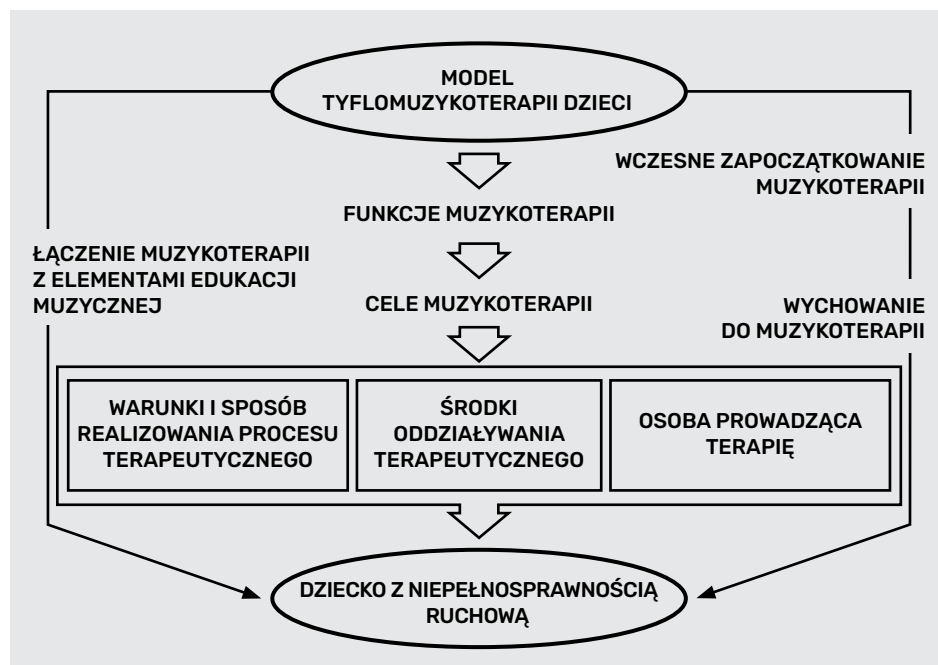 MODEL
TYFLOMUZYKOTERAPII DZIECI
WCZESNE ZAPOCZĄTKOWANIE
MUZYKOTERAPII
FUNKCJE MUZYKOTERAPII
ŁĄCZENIE MUZYKOTERAPII
Z ELEMENTAMI EDUKACJI
MUZYCZNEJ
CELE MUZYKOTERAPII
WYCHOWANIE
DO MUZYKOTERAPII
WARUNKI I SPOSÓB
REALIZOWANIA PROCESU
TERAPEUTYCZNEGO
ŚRODKI
ODDZIAŁYWANIA
TERAPEUTYCZNEGO
OSOBA PROWADZĄCA
TERAPIĘ
DZIECKO Z NIEPEŁNOSPRAWNOŚCIĄ
RUCHOWĄ